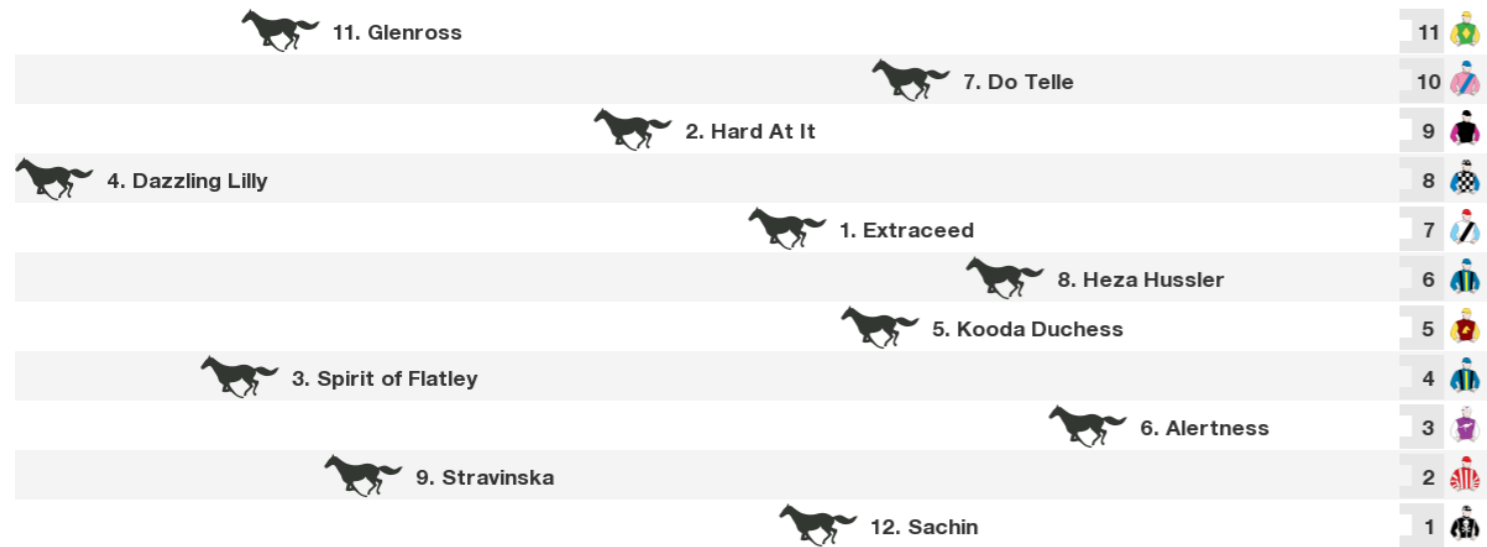 11. Glenross 11
7. Do Telle 10
2. Hard At It 9
4. Dazzling Lilly 8
1. Extraceed 7
8. Heza Hussler 6
5. Kooda Duchess 5
3. Spirit of Flatley 4
6. Alertness 3
9. Stravinska 2
12. Sachin 1